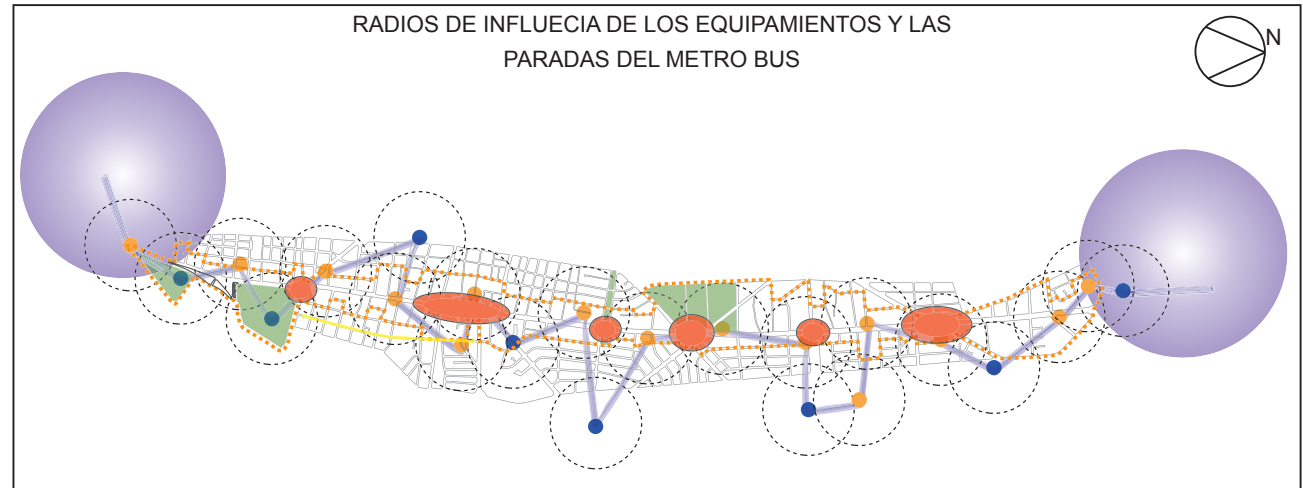 RADIOS DE INFLUECIA DE LOS EQUIPAMIENTOS Y LAS
PARADAS DEL METRO BUS
N